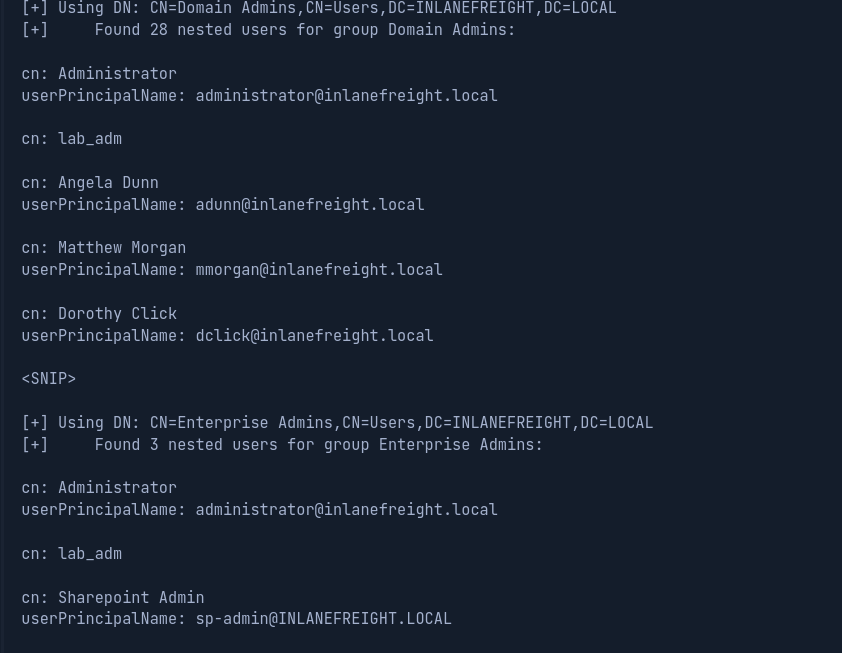 [+] Using DN: CN=Domain Admins,CN=Users,DC=INLANEFREIGHT,DC=LOCAL
[+]     Found 28 nested users for group Domain Admins:

cn: Administrator
userPrincipalName: administrator@inlanefreight.local

cn: lab_adm

cn: Angela Dunn
userPrincipalName: adunn@inlanefreight.local

cn: Matthew Morgan
userPrincipalName: mmorgan@inlanefreight.local

cn: Dorothy Click
userPrincipalName: dclick@inlanefreight.local

<SNIP>

[+] Using DN: CN=Enterprise Admins,CN=Users,DC=INLANEFREIGHT,DC=LOCAL
[+]     Found 3 nested users for group Enterprise Admins:

cn: Administrator
userPrincipalName: administrator@inlanefreight.local

cn: lab_adm

cn: Sharepoint Admin
userPrincipalName: sp-admin@INLANEFREIGHT.LOCAL